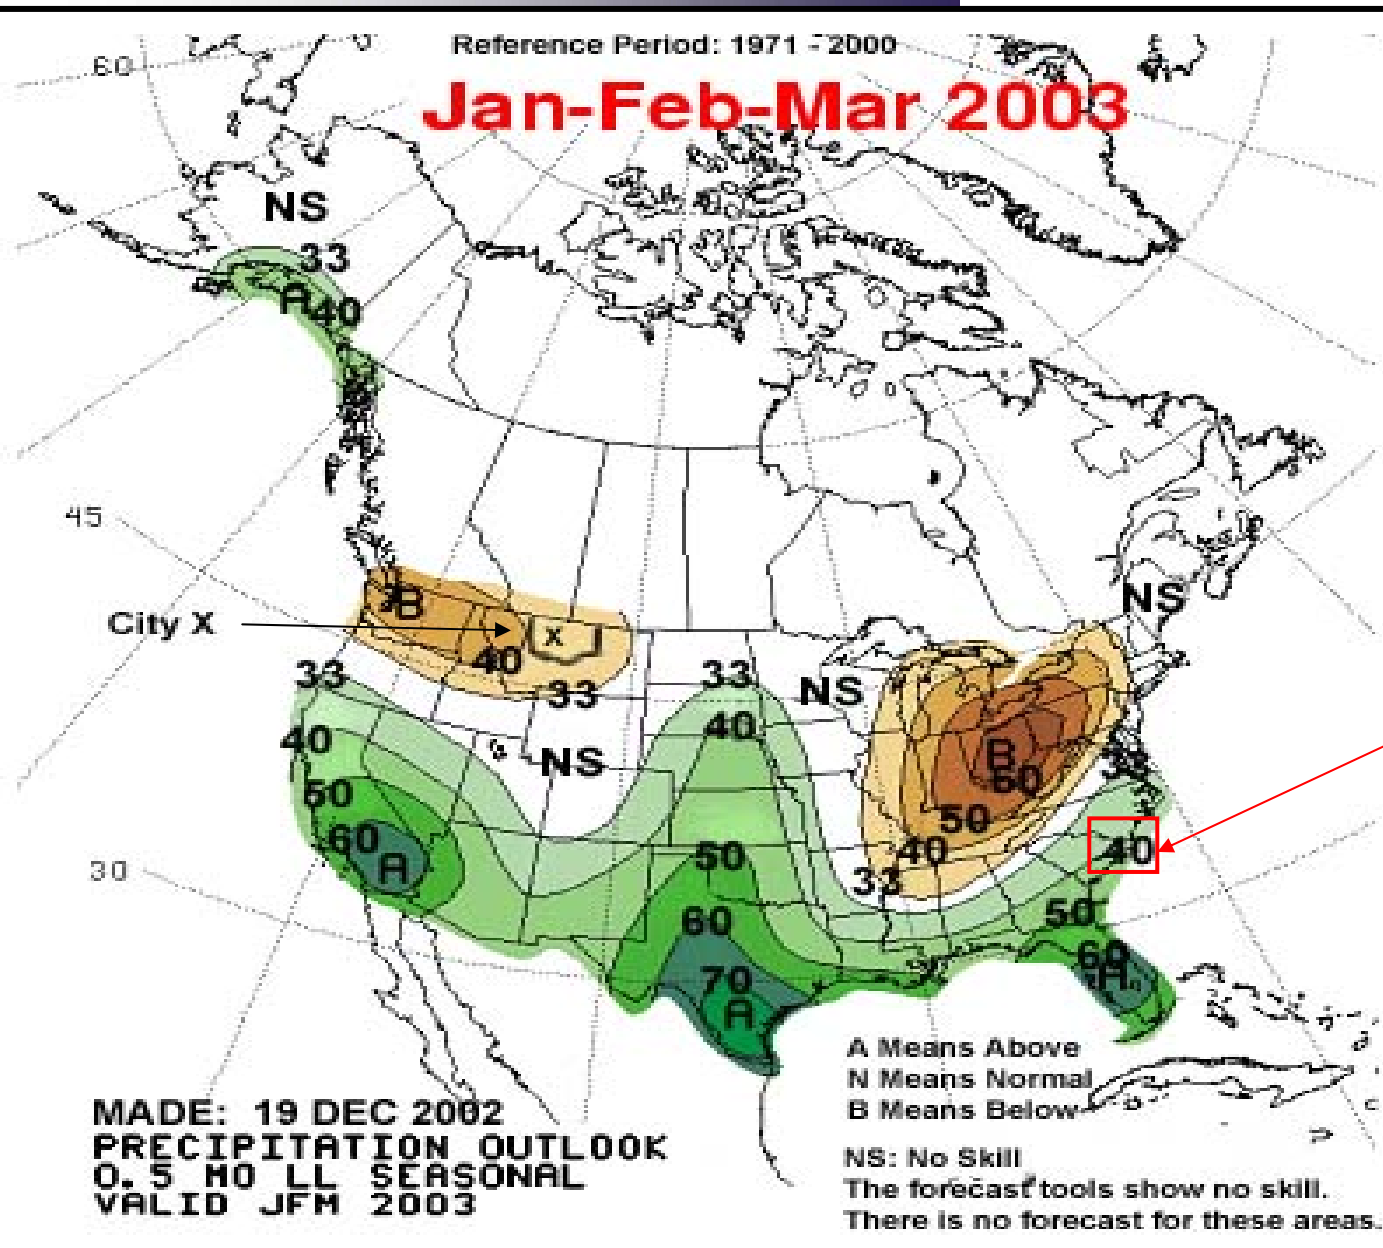 Reference Period: 1971 - 2000
60
Jan-Feb-Mar 2003
NS
33
A 40
45
B
NS
City X
X
40
33
33
33
NS
40
40
NS
B
60
50
50
50
60
A
40
40
30
33
50
60
60
A
70
A
A Means Above
N Means Normal
B Means Below
MADE: 19 DEC 2002
PRECIPITATION OUTLOOK
0.5 MO LL SEASONAL
VALID JFM 2003
NS: No Skill
The forecast tools show no skill.
There is no forecast for these areas.